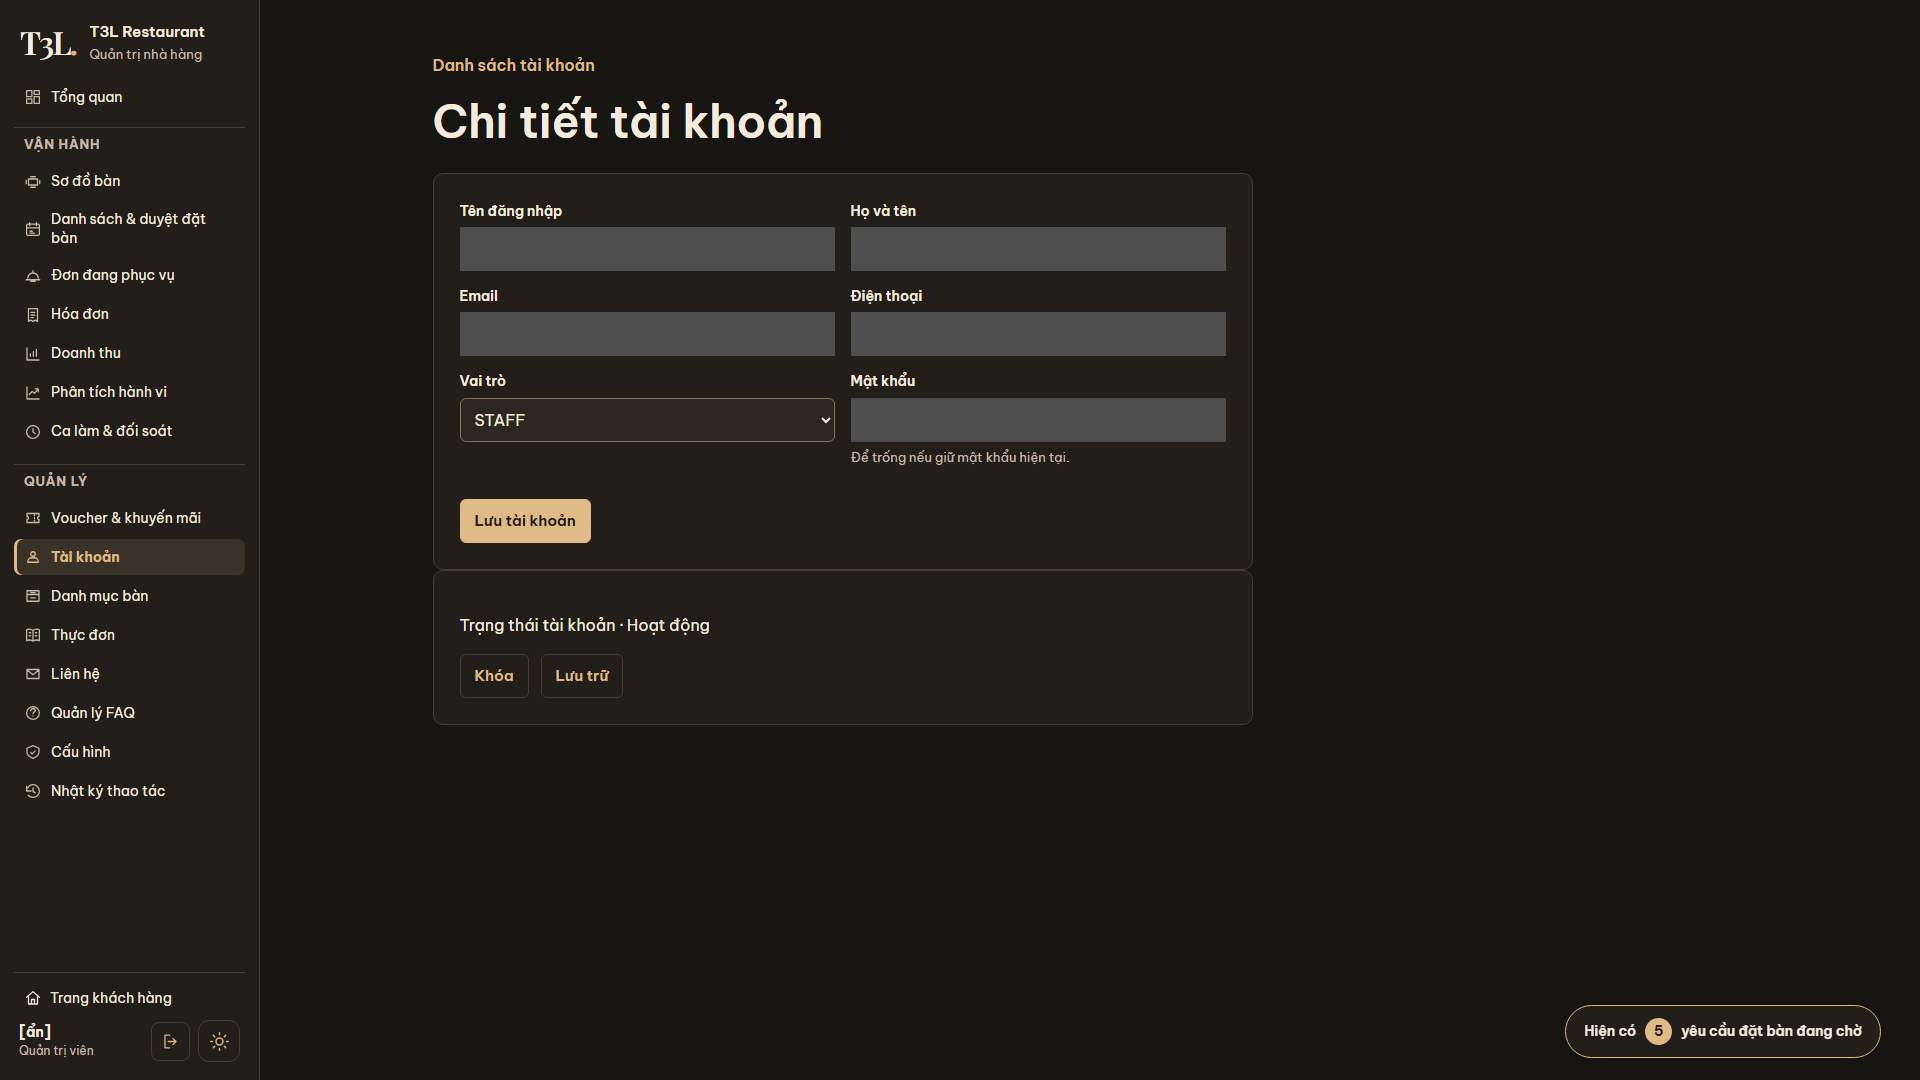 T3L.
T3L Restaurant
Quản trị nhà hàng
Tổng quan
VẬN HÀNH
Sơ đồ bàn
Danh sách & duyệt đặt
bàn
Đơn đang phục vụ
Hóa đơn
Doanh thu
Phân tích hành vi
Ca làm & đối soát
QUẢN LÝ
Voucher & khuyến mãi
Tài khoản
Danh mục bàn
Thực đơn
Liên hệ
Quản lý FAQ
Cấu hình
Nhật ký thao tác
Trang khách hàng
[ẩn]
Quản trị viên
Danh sách tài khoản
Chi tiết tài khoản
Tên đăng nhập
Họ và tên
Email
Điện thoại
Vai trò
Mật khẩu
STAFF
Để trống nếu giữ mật khẩu hiện tại.
Lưu tài khoản
Trạng thái tài khoản · Hoạt động
Khóa
Lưu trữ
Hiện có 5 yêu cầu đặt bàn đang chờ